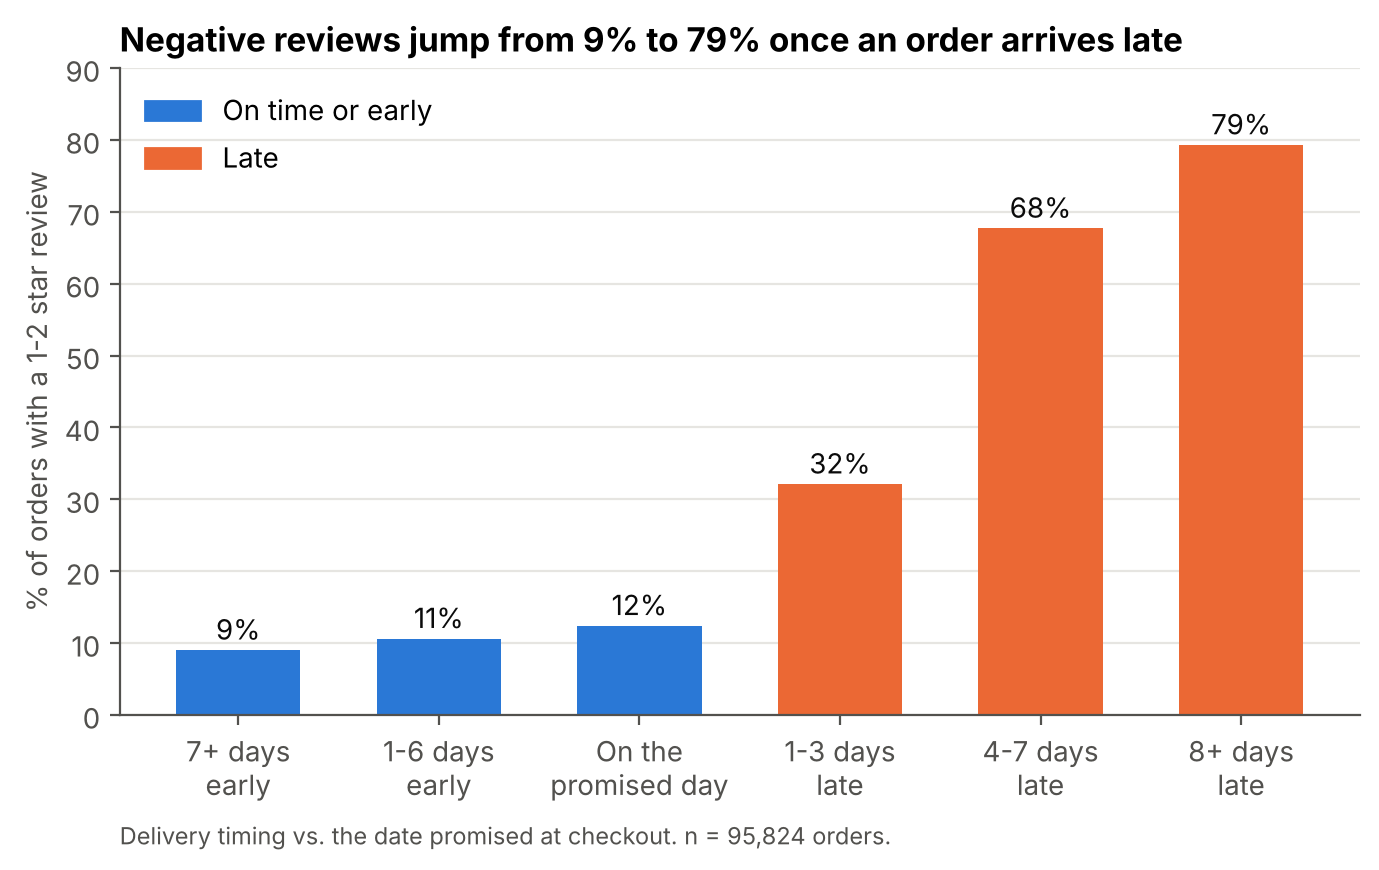 Negative reviews jump from 9% to 79% once an order arrives late
90
80
70
60
50
40
30
20
10
0
% of orders with a 1-2 star review
On time or early
Late
9%
11%
12%
32%
68%
79%
7+ days
early
1-6 days
early
On the
promised day
1-3 days
late
4-7 days
late
8+ days
late
Delivery timing vs. the date promised at checkout. n = 95,824 orders.